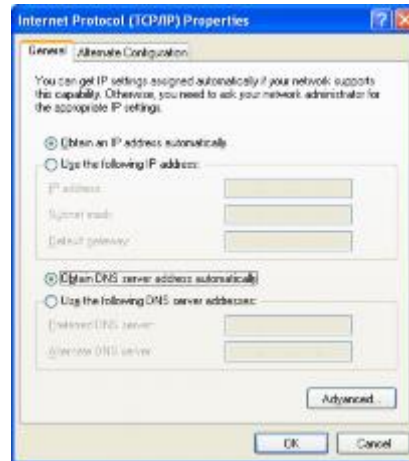 Internet Protocol (TCP/IP) Properties
General
Alternate Configuration
You can get IP settings assigned automatically if your network supports
this capability. Otherwise, you need to ask your network administrator for
the appropriate IP settings.
Obtain an IP address automatically
Use the following IP address:
IP address:
Subnet mask:
Default gateway:
Obtain DNS server address automatically
Use the following DNS server addresses:
Preferred DNS server:
Alternate DNS server:
Advanced...
OK
Cancel